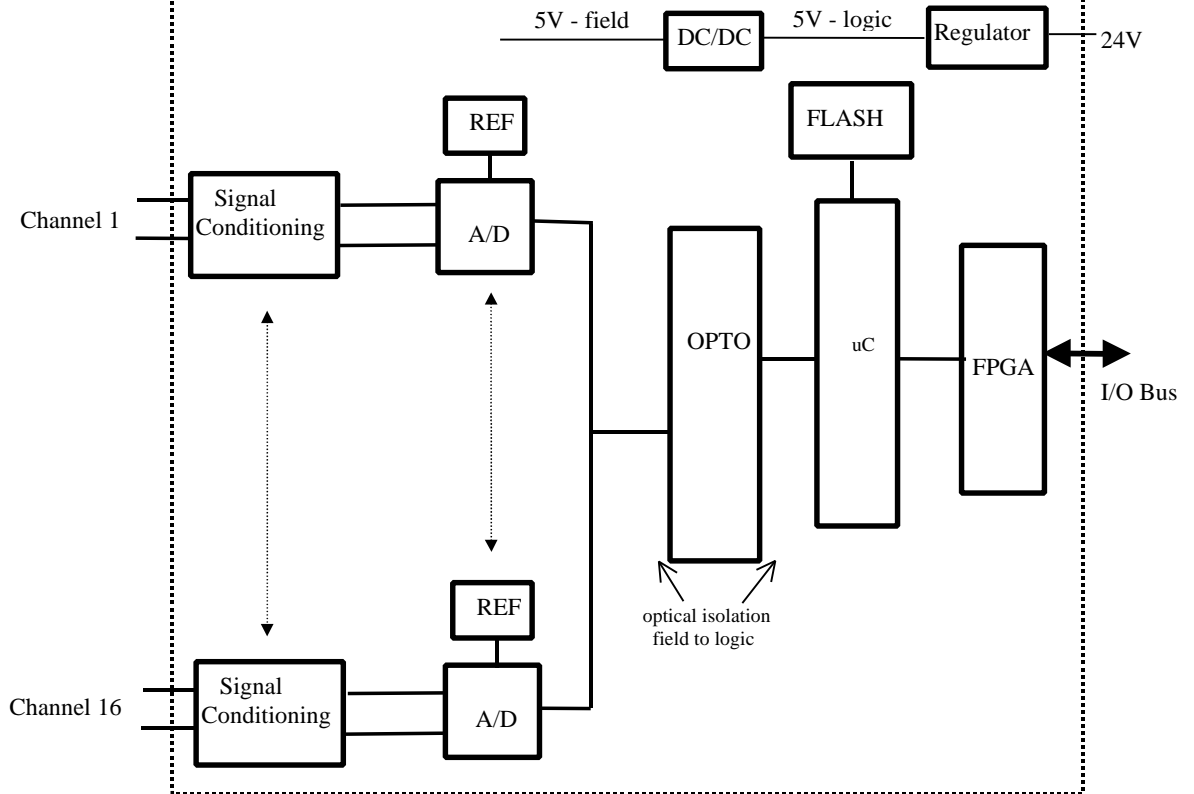 5V - field
5V - logic
DC/DC
Regulator
24V
REF
FLASH
Signal
Conditioning
Channel 1
A/D
OPTO
uC
FPGA
I/O Bus
REF
optical isolation
field to logic
Signal
Conditioning
Channel 16
A/D